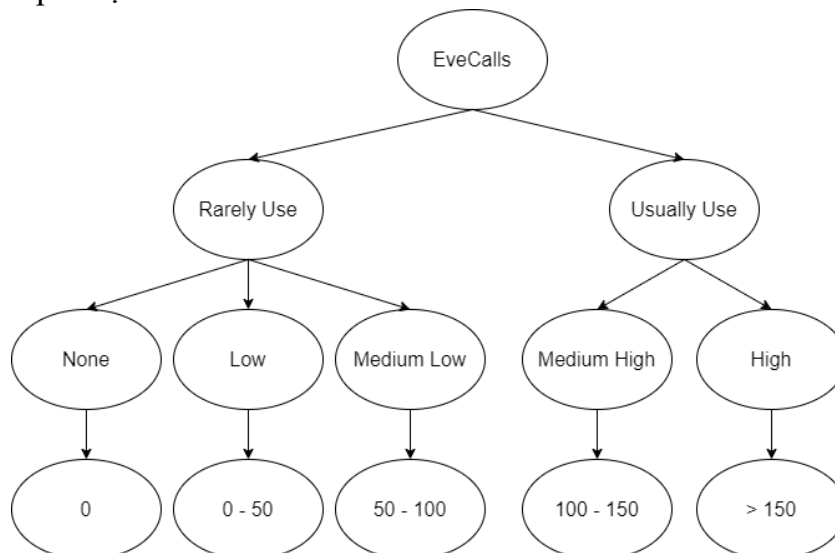 EveCalls
Rarely Use
Usually Use
None
Low
Medium Low
Medium High
High
0
0 - 50
50 - 100
100 - 150
> 150